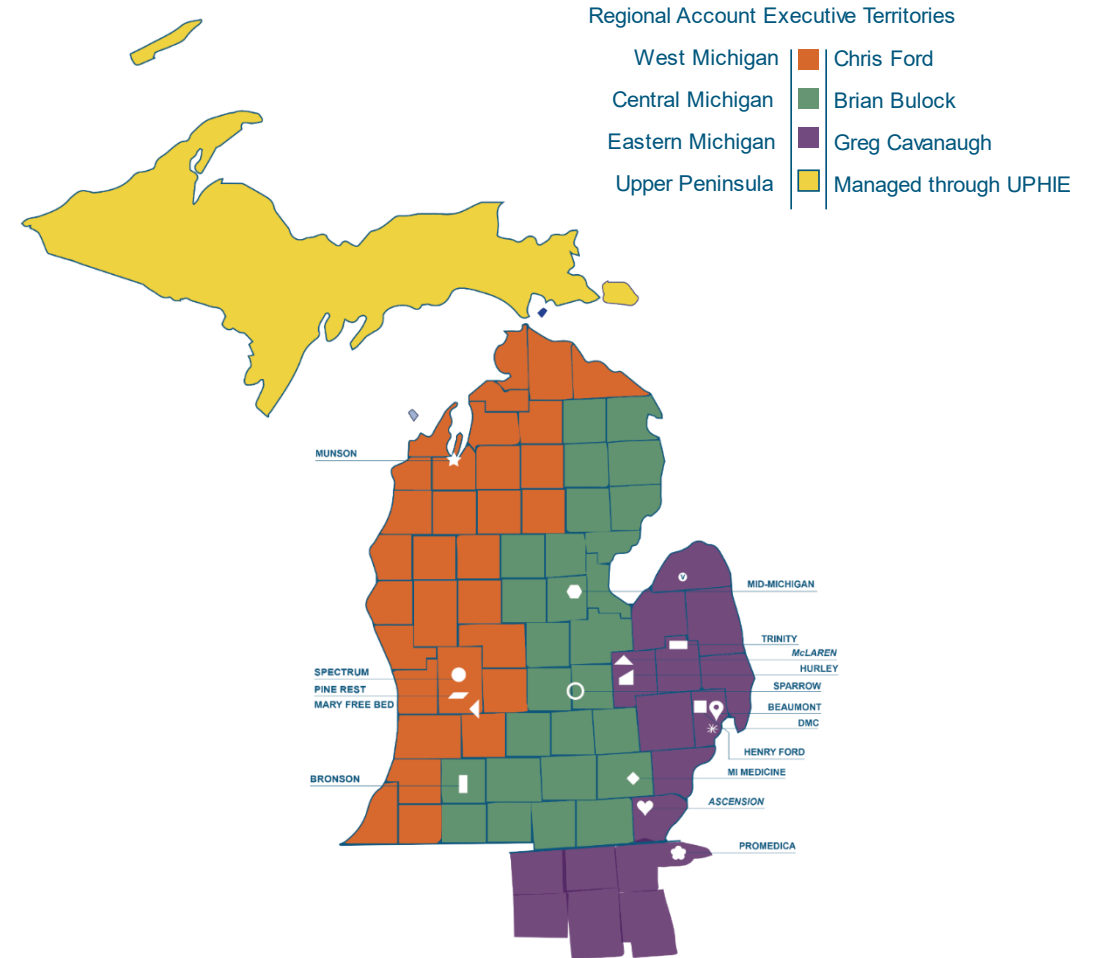 Regional Account Executive Territories
West Michigan Chris Ford
Central Michigan Brian Bulock
Eastern Michigan Greg Cavanaugh
Upper Peninsula Managed through UPHIE
MUNSON
V
MID-MICHIGAN
TRINITY
McLAREN
HURLEY
SPECTRUM
SPARROW
PINE REST
MARY FREE BED
BEAUMONT
DMC
HENRY FORD
MI MEDICINE
BRONSON
ASCENSION
PROMEDICA